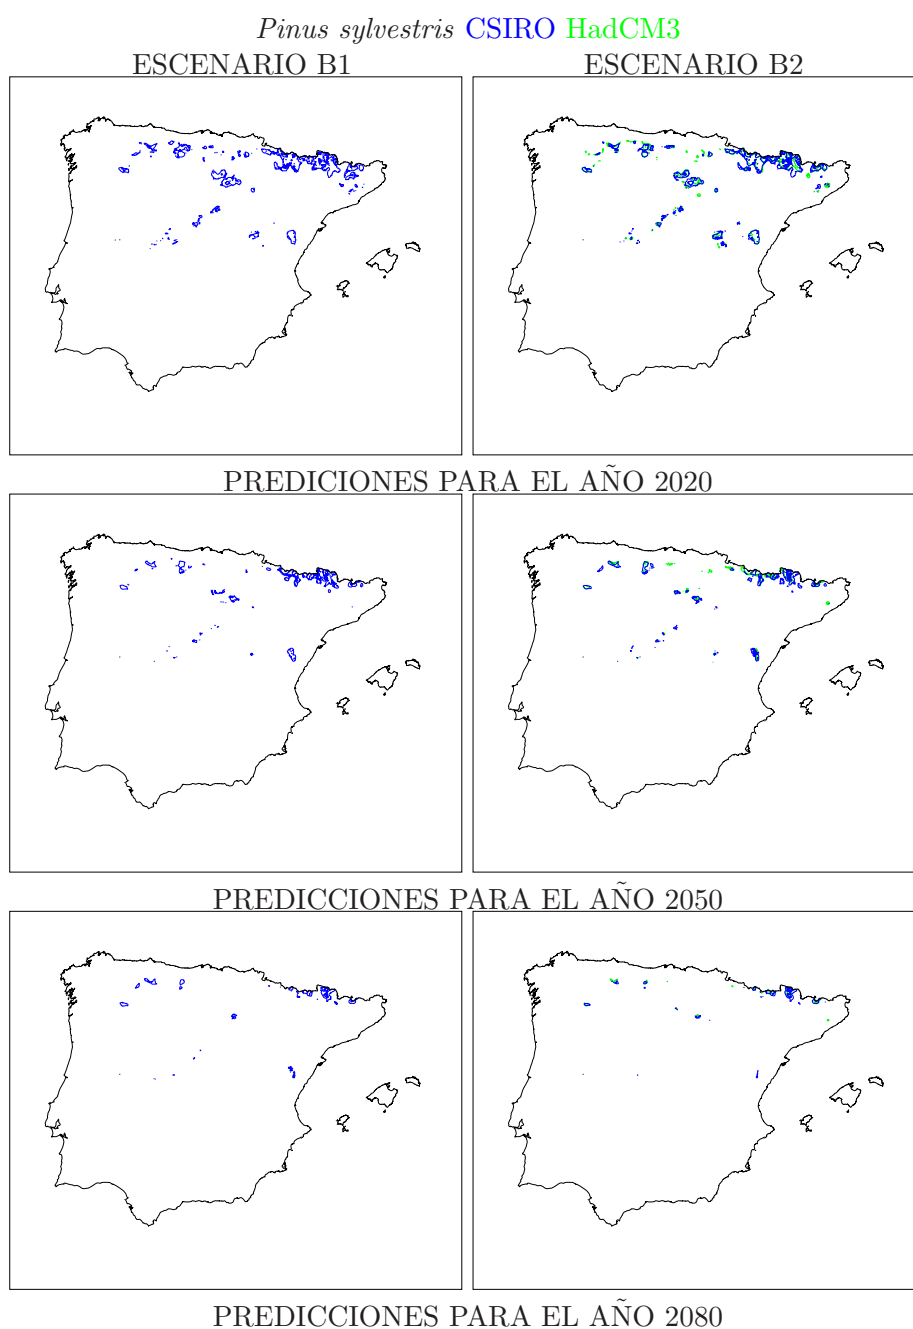 Pinus sylvestris CSIRO HadCM3
ESCENARIO B1 ESCENARIO B2
PREDICIONES PARA EL AÑO 2020
PREDICCIONES PARA EL AÑO 2050
PREDICCIONES PARA EL AÑO 2080